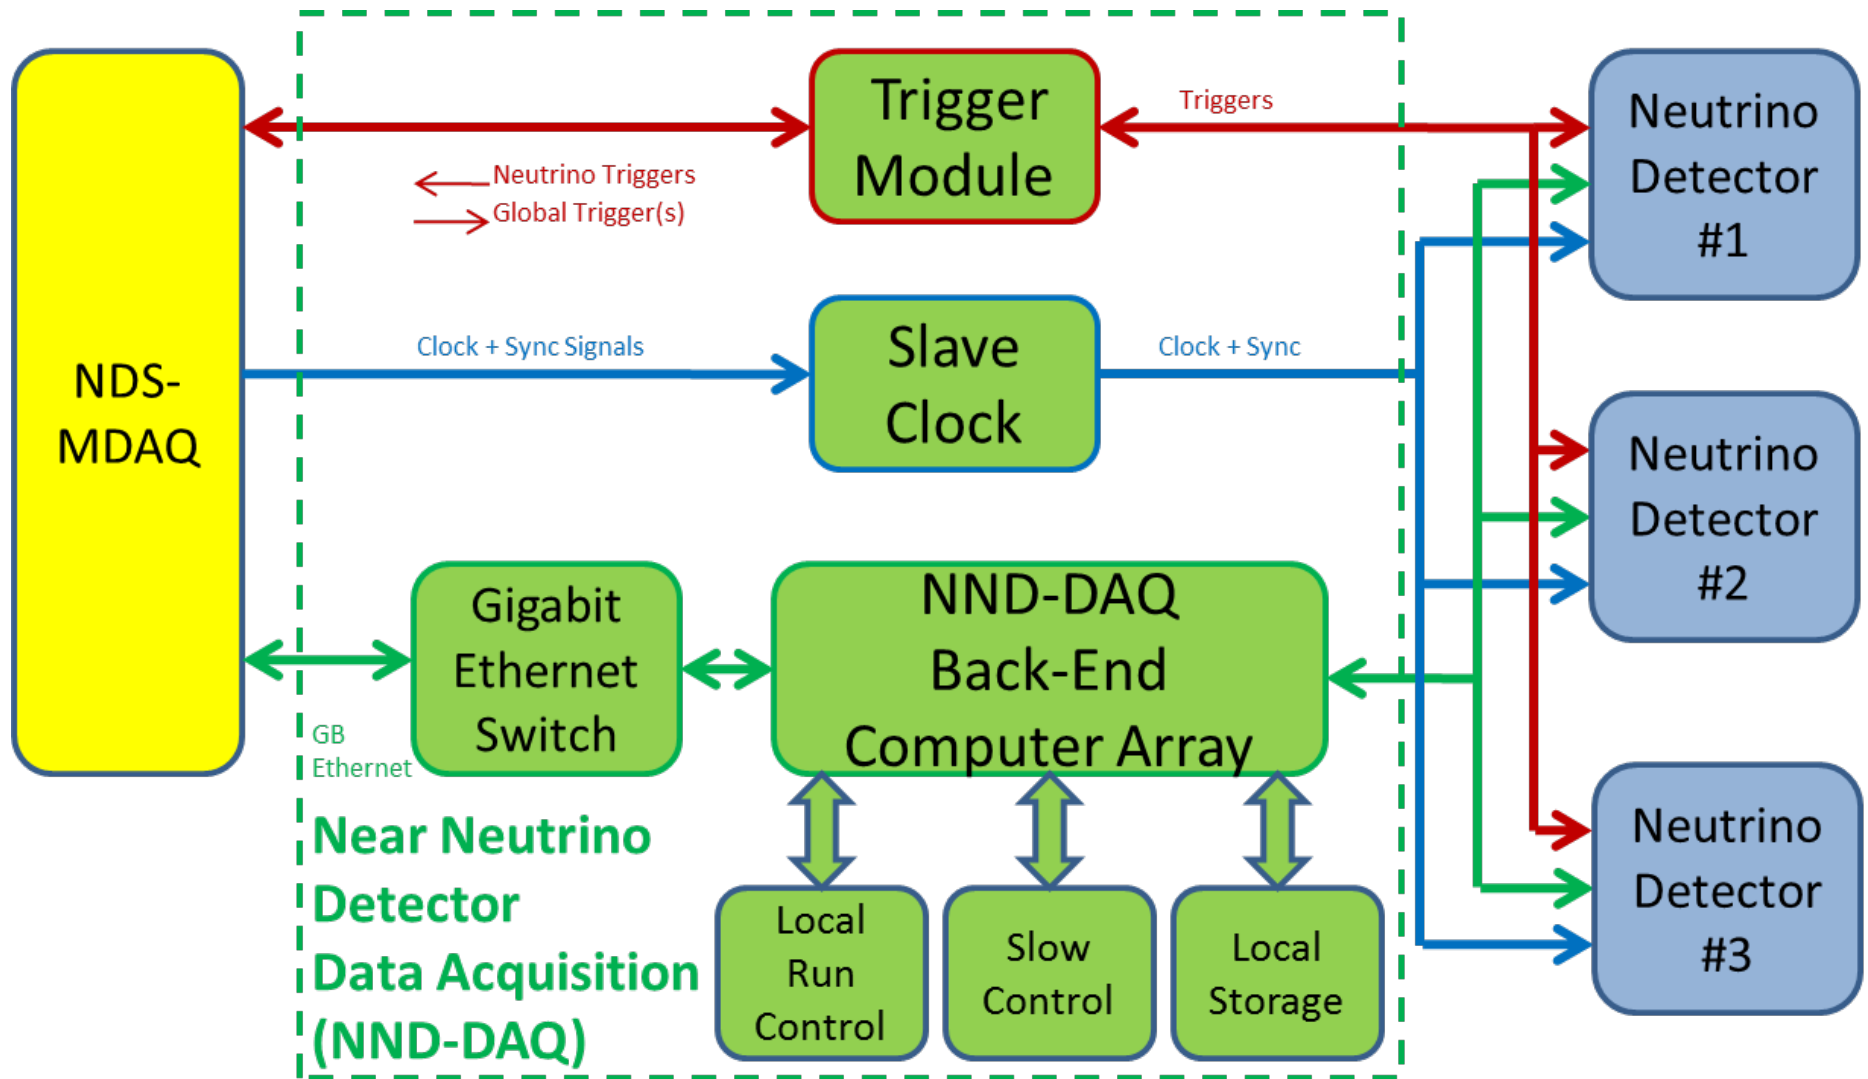 NDS-
MDAQ
Trigger
Module
Triggers
Neutrino Triggers
Global Trigger(s)
Clock + Sync Signals
Slave
Clock
Clock + Sync
Gigabit
Ethernet
Switch
GB
Ethernet
NND-DAQ
Back-End
Computer Array
Near Neutrino
Detector
Data Acquisition
(NND-DAQ)
Local
Run
Control
Slow
Control
Local
Storage
Neutrino
Detector
#1
Neutrino
Detector
#2
Neutrino
Detector
#3